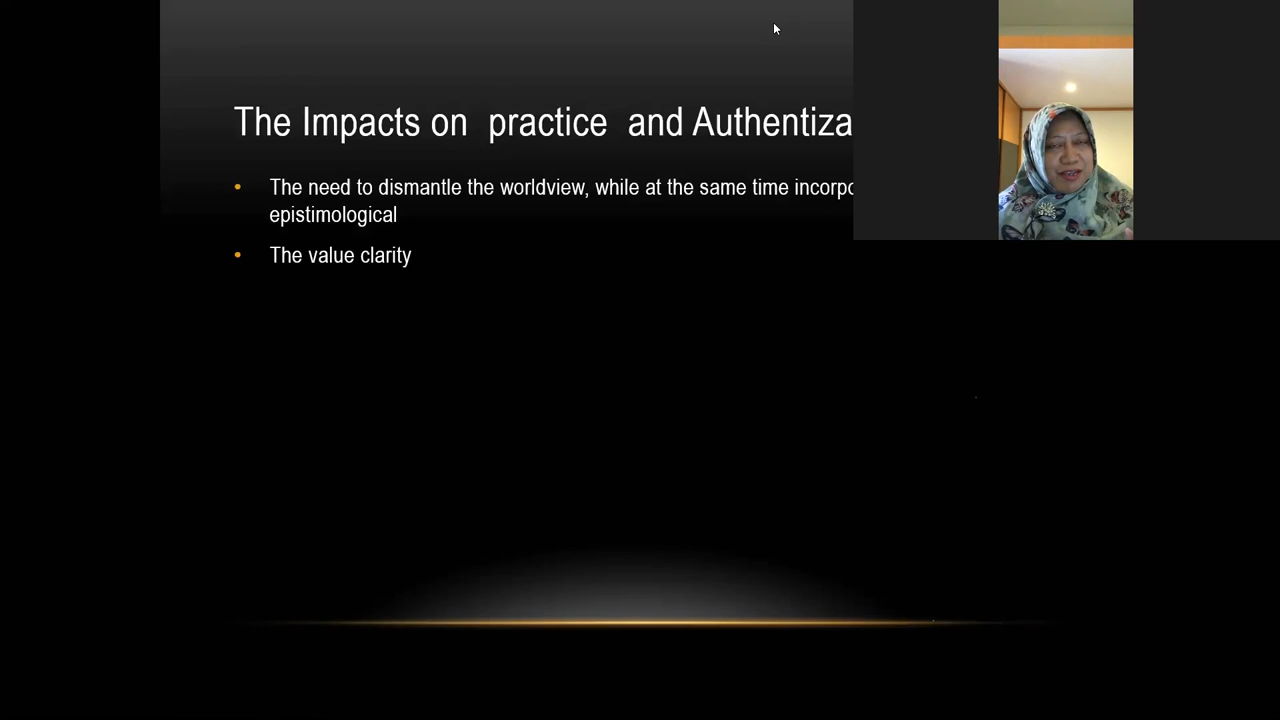 The Impacts on practice and Authentiza
The need to dismantle the worldview, while at the same time incorpo
epistimological
The value clarity